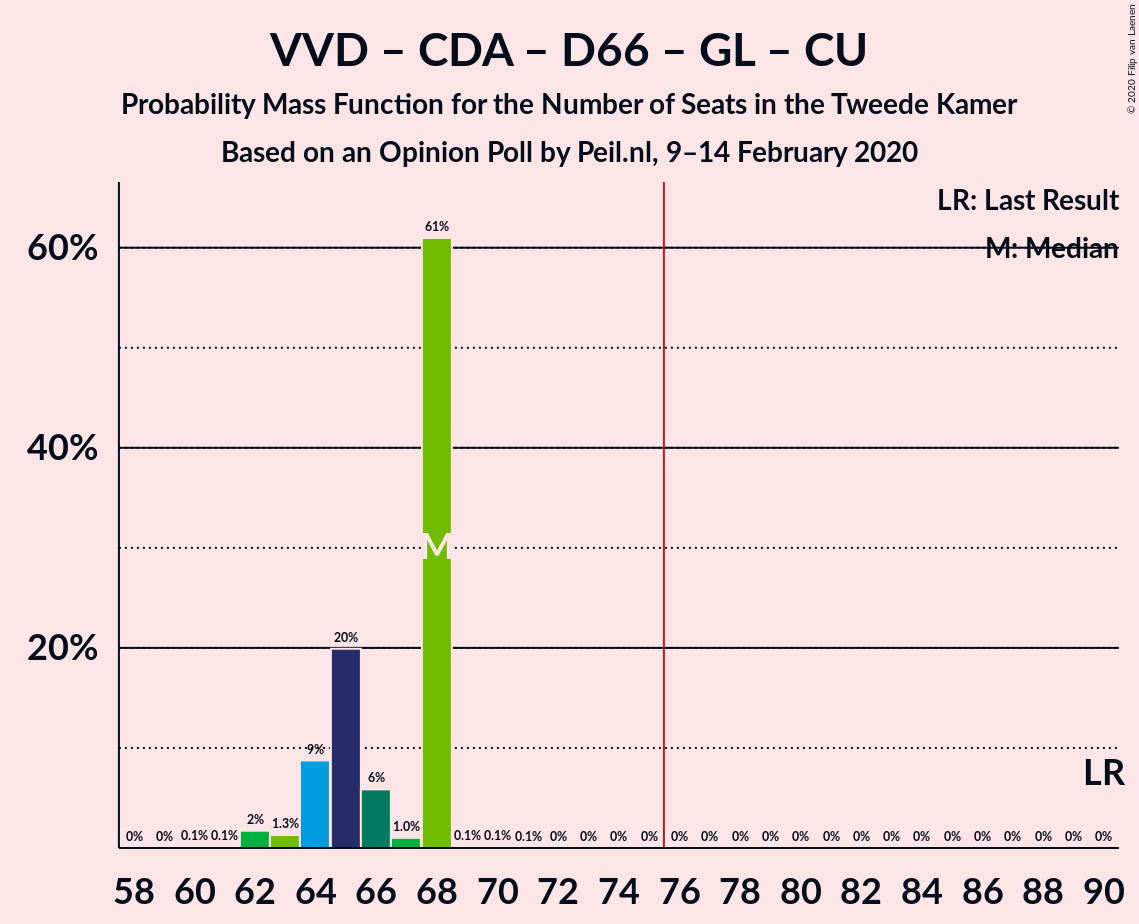 VVD – CDA – D66 – GL – CU
Probability Mass Function for the Number of Seats in the Tweede Kamer
Based on an Opinion Poll by Peil.nl, 9–14 February 2020
© 2020 Filip van Laenen
LR: Last Result
M: Median
60%
40%
20%
0% 0% 0.1% 0.1% 2% 1.3% 9% 20% 6% 1.0% 61% 0.1% 0.1% 0.1% 0% 0% 0% 0% 0% 0% 0% 0% 0% 0% 0% 0% 0% 0% 0% 0% 0% 0% 0%
M
LR
58 60 62 64 66 68 70 72 74 76 78 80 82 84 86 88 90